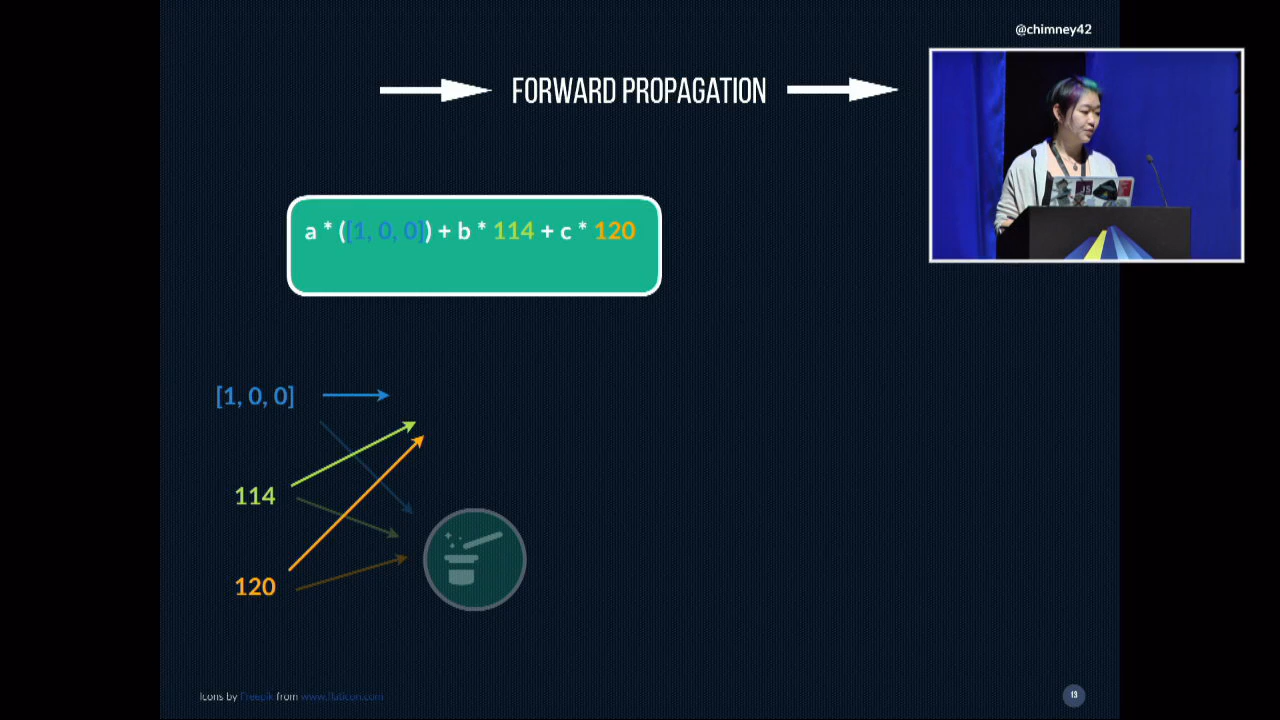 @chimney42
FORWARD PROPAGATION
a * ([1, 0, 0]) + b * 114 + c * 120
[1, 0, 0]
114
120
JS
Icons by Freepik from www.flaticon.com
13